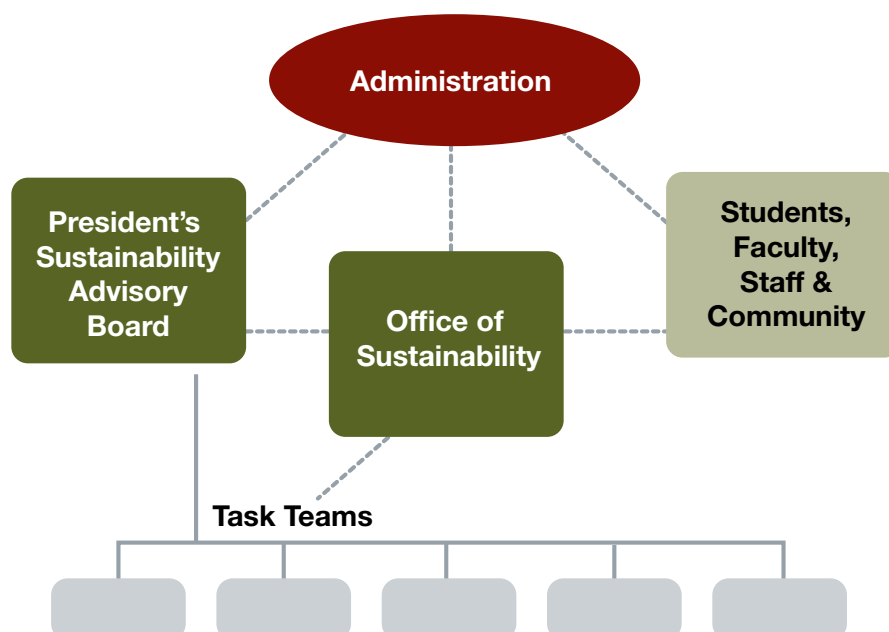 Administration
President’s
Sustainability
Advisory
Board
Office of
Sustainability
Students,
Faculty,
Staff &
Community
Task Teams